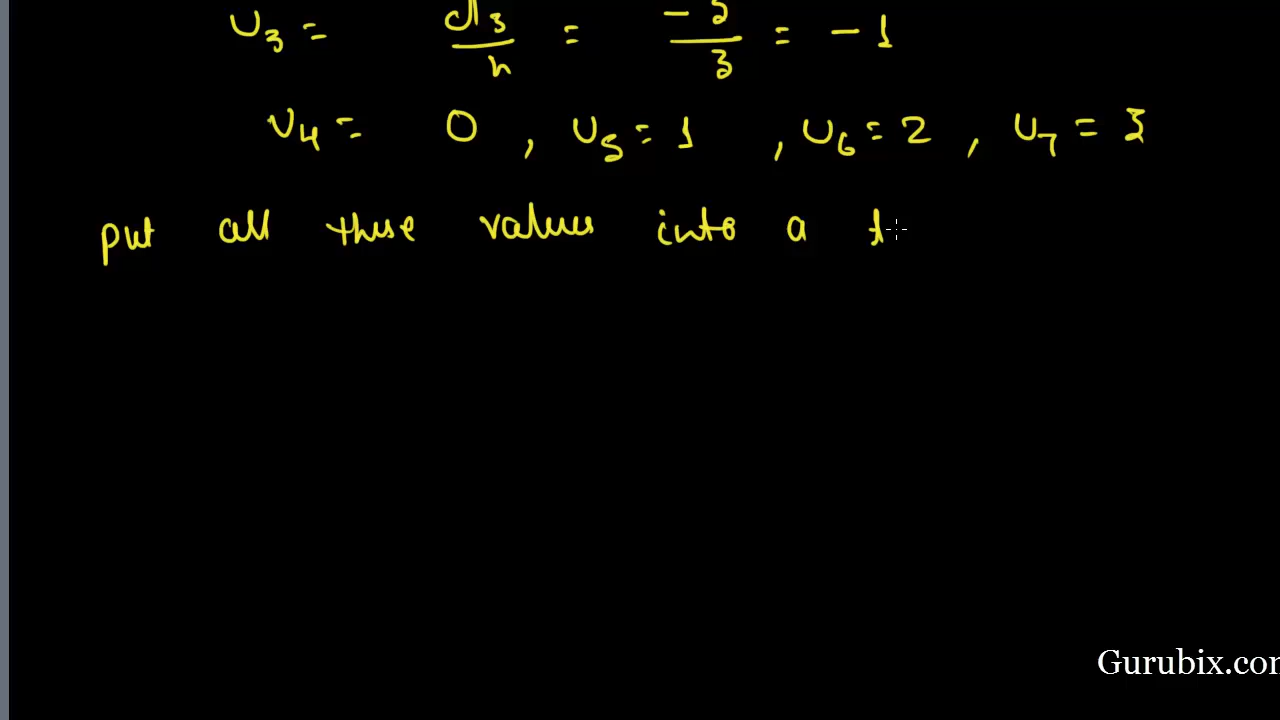 U₃ = d₃/h = -3/3 = -1
U₄ = 0 , U₅ = 1 , U₆ = 2 , U₇ = 3
put all these values into a t
Gurubix.com